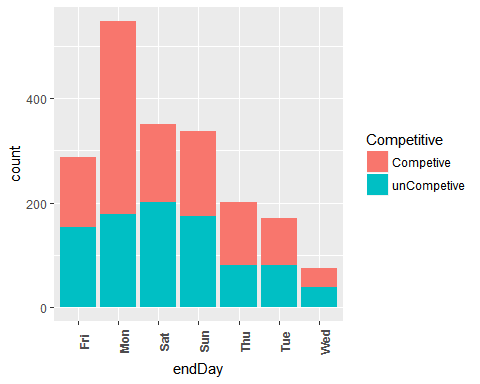 count
400
200
0
Fri
Mon
Sat
Sun
Thu
Tue
Wed
endDay
Competitive
Competive
unCompetive